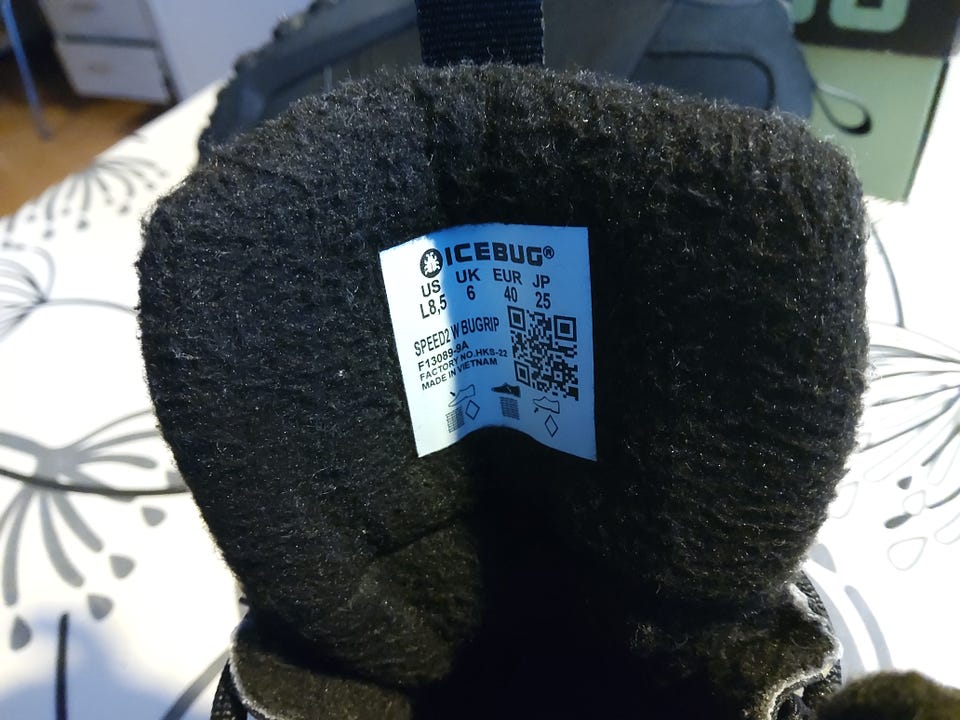 ICEBUG®
US UK EUR JP
L8,5 6 40 25
SPEED2 W BUGRIP
F13089-9A
FACTORY NO.HKS-22
MADE IN VIETNAM